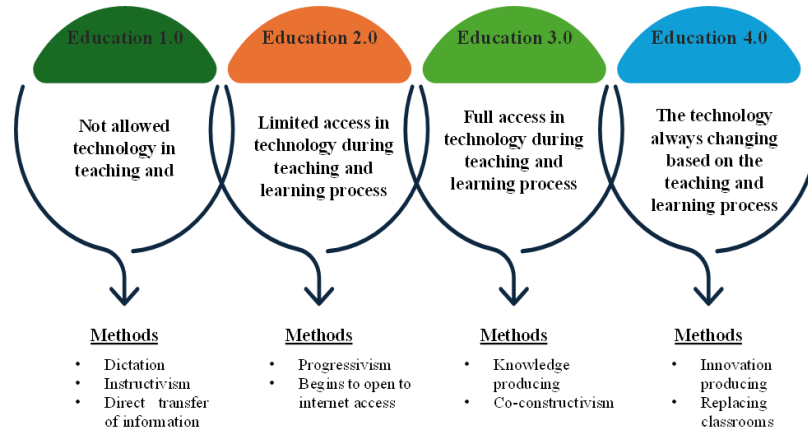 Education 1.0
Education 2.0
Education 3.0
Education 4.0
Not allowed
technology in
teaching and
Limited access in
technology during
teaching and
learning process
Full access in
technology during
teaching and
learning process
The technology
always changing
based on the
teaching and
learning process
Methods
• Dictation
• Instructivism
• Direct transfer
of information
Methods
• Progressivism
• Begins to open to
internet access
Methods
• Knowledge
producing
• Co-constructivism
Methods
• Innovation
producing
• Replacing
classrooms